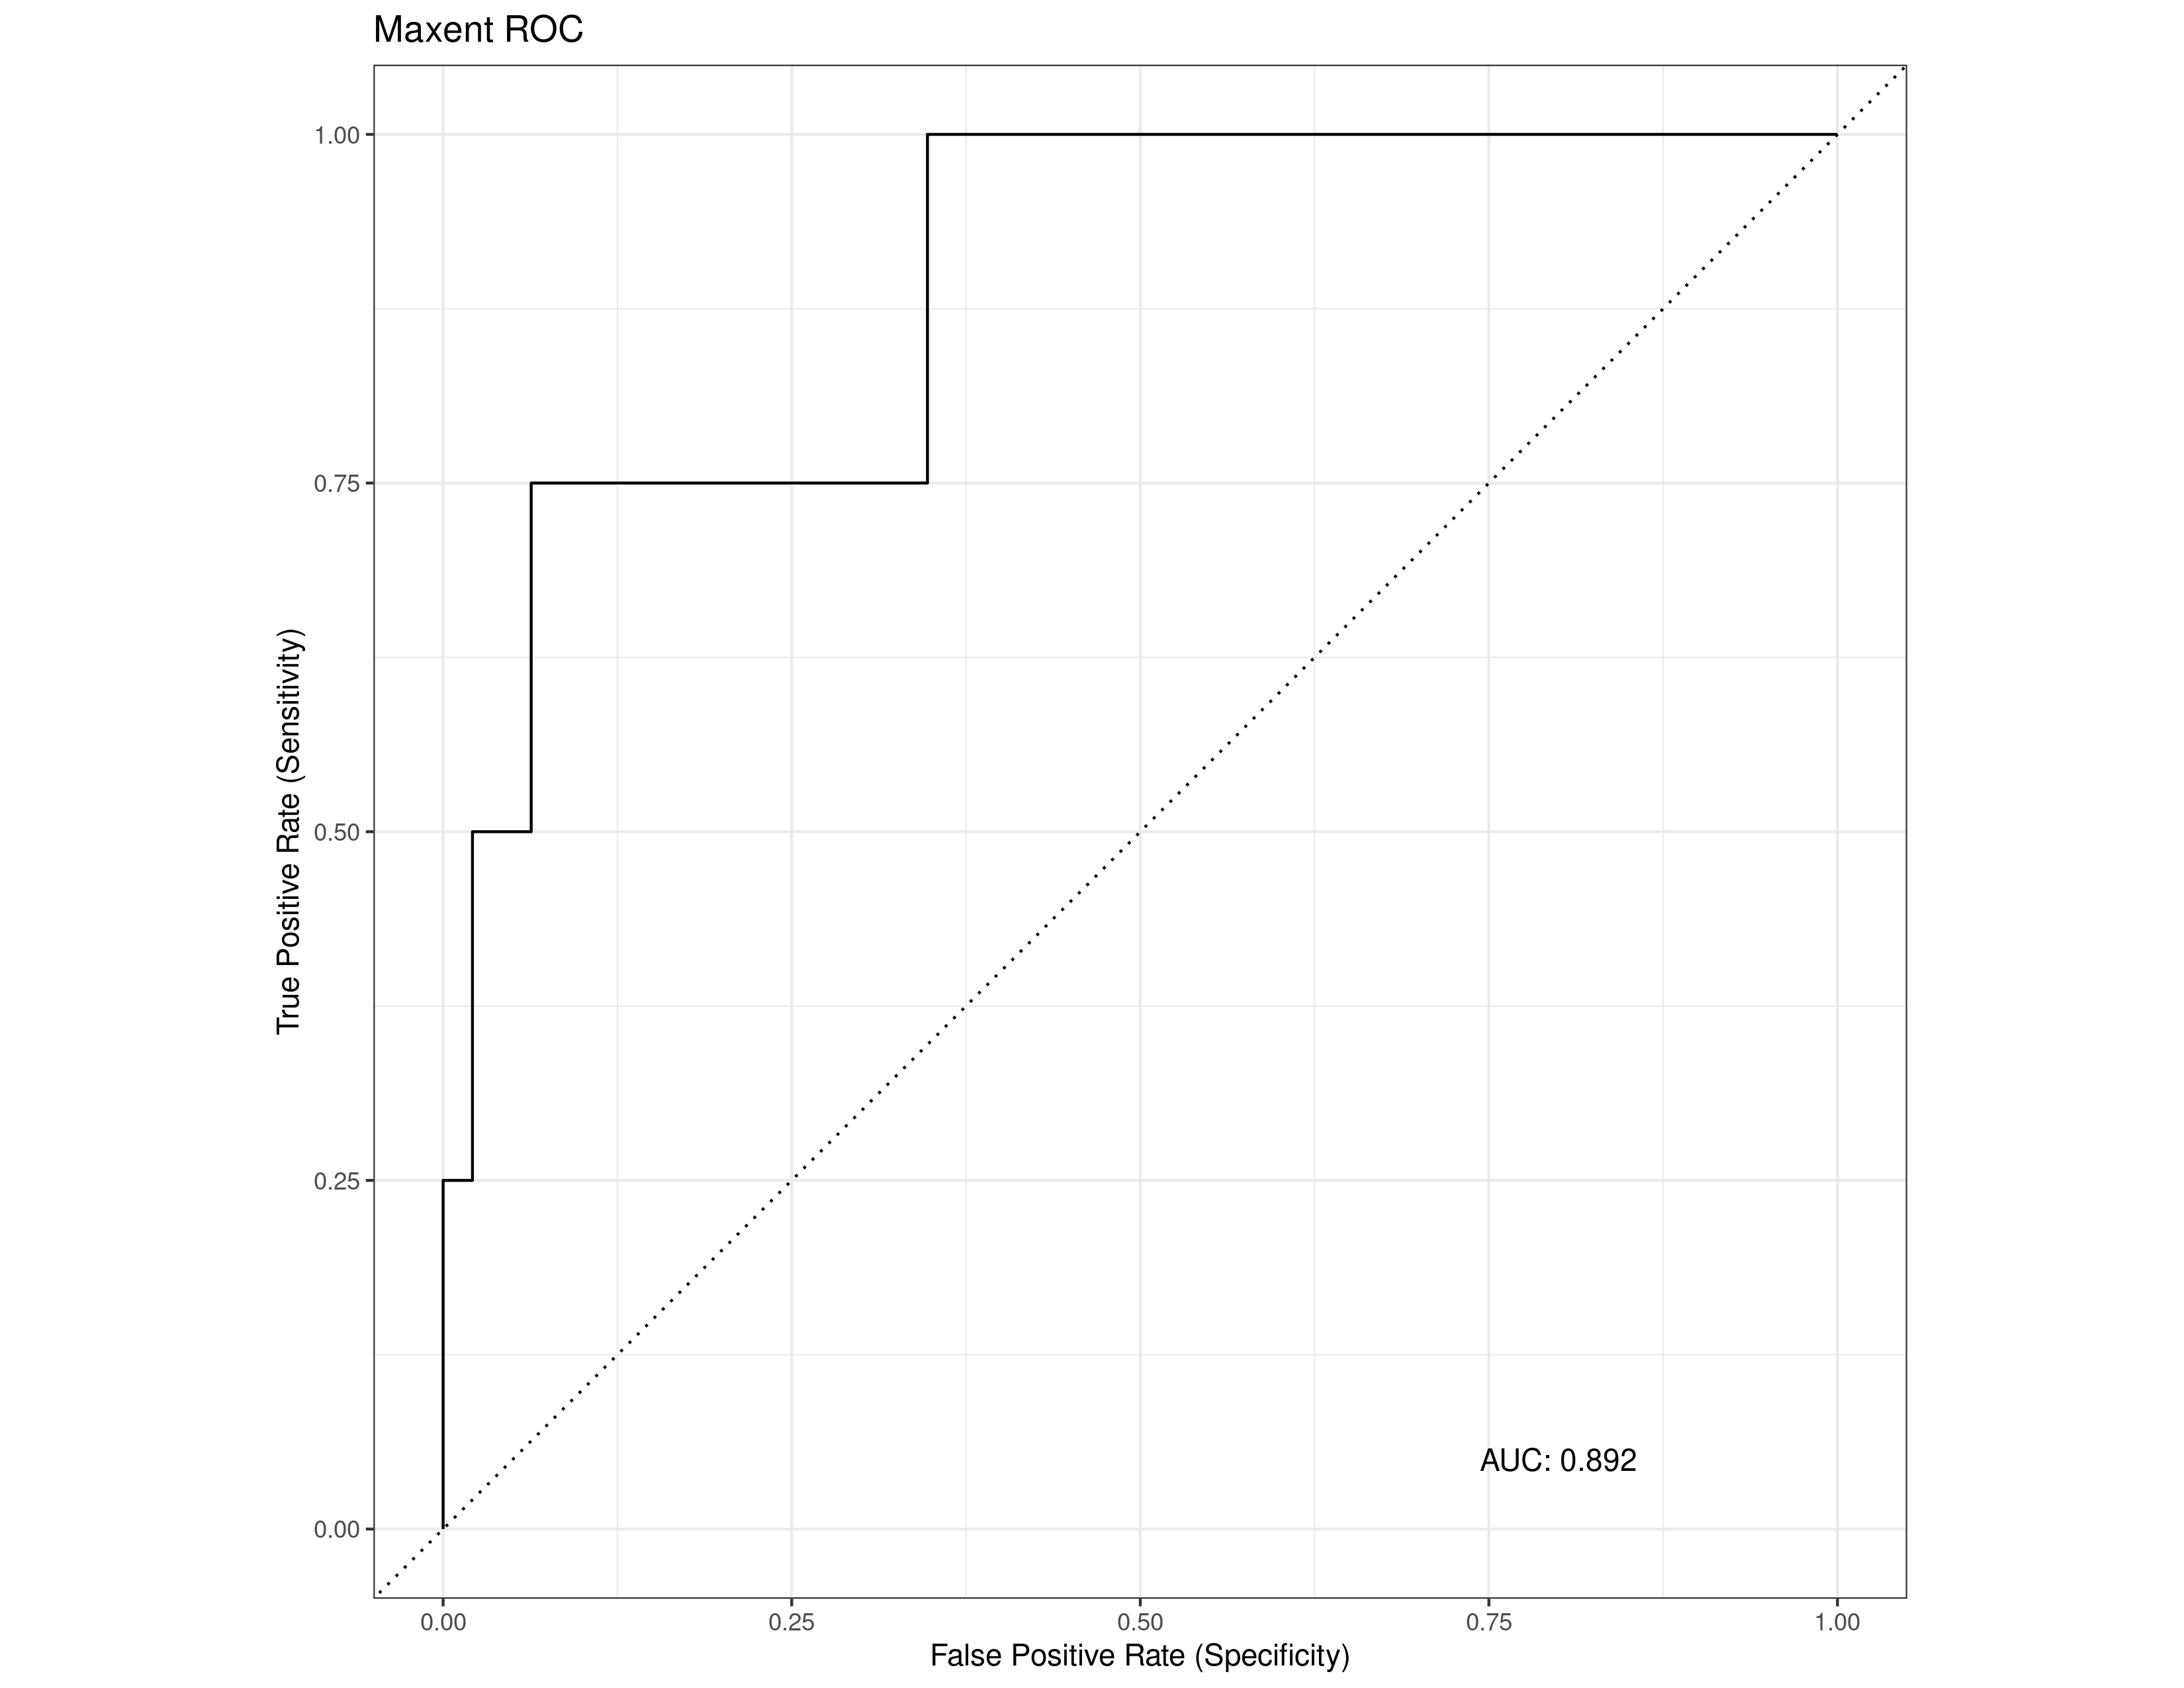 Maxent ROC
True Positive Rate (Sensitivity)
1.00
0.75
0.50
0.25
0.00
AUC: 0.892
0.00 0.25 0.50 0.75 1.00
False Positive Rate (Specificity)